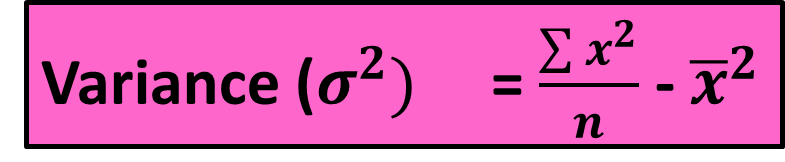 Variance (σ²) = ∑x²/n - x̅²